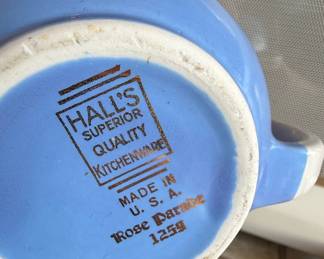 HALL'S
SUPERIOR
QUALITY
KITCHENWARE
MADE IN
U. S. A.
Rose Parade
1259